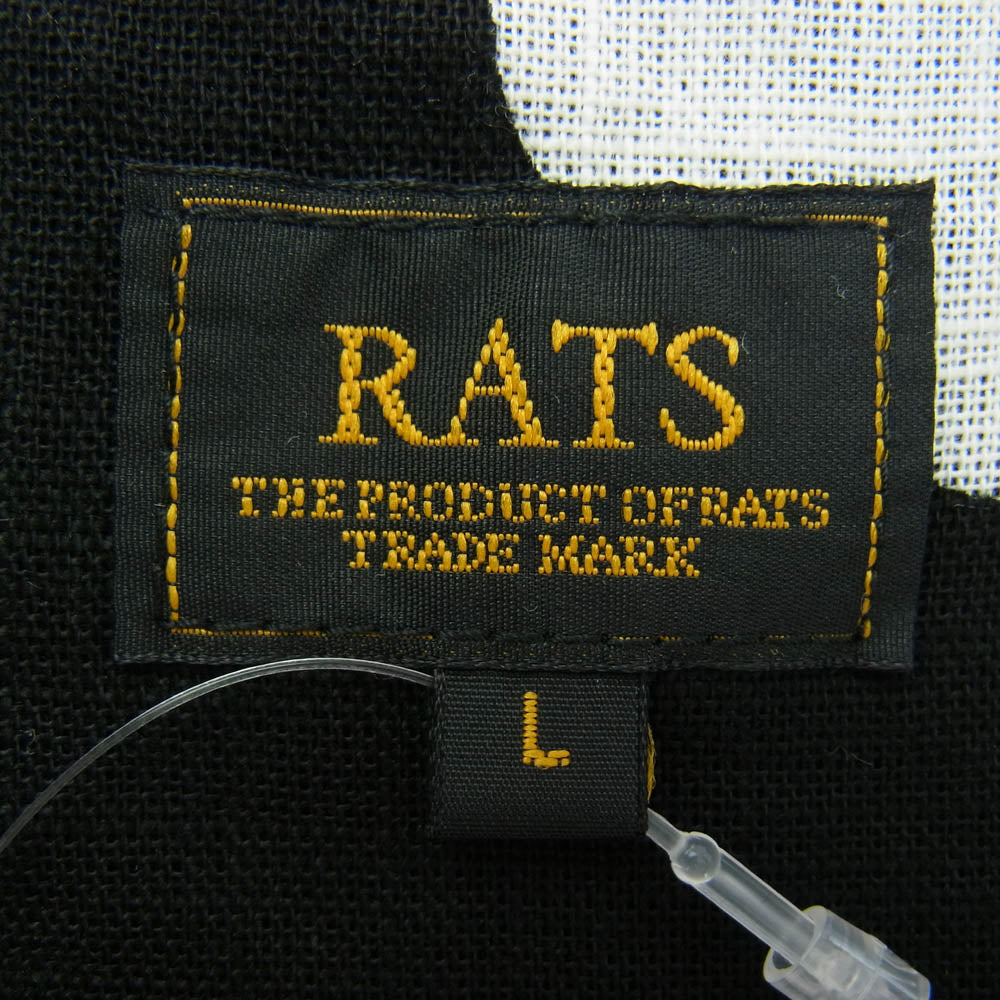 RATS
THE PRODUCT OF RATS
TRADE MARK
L